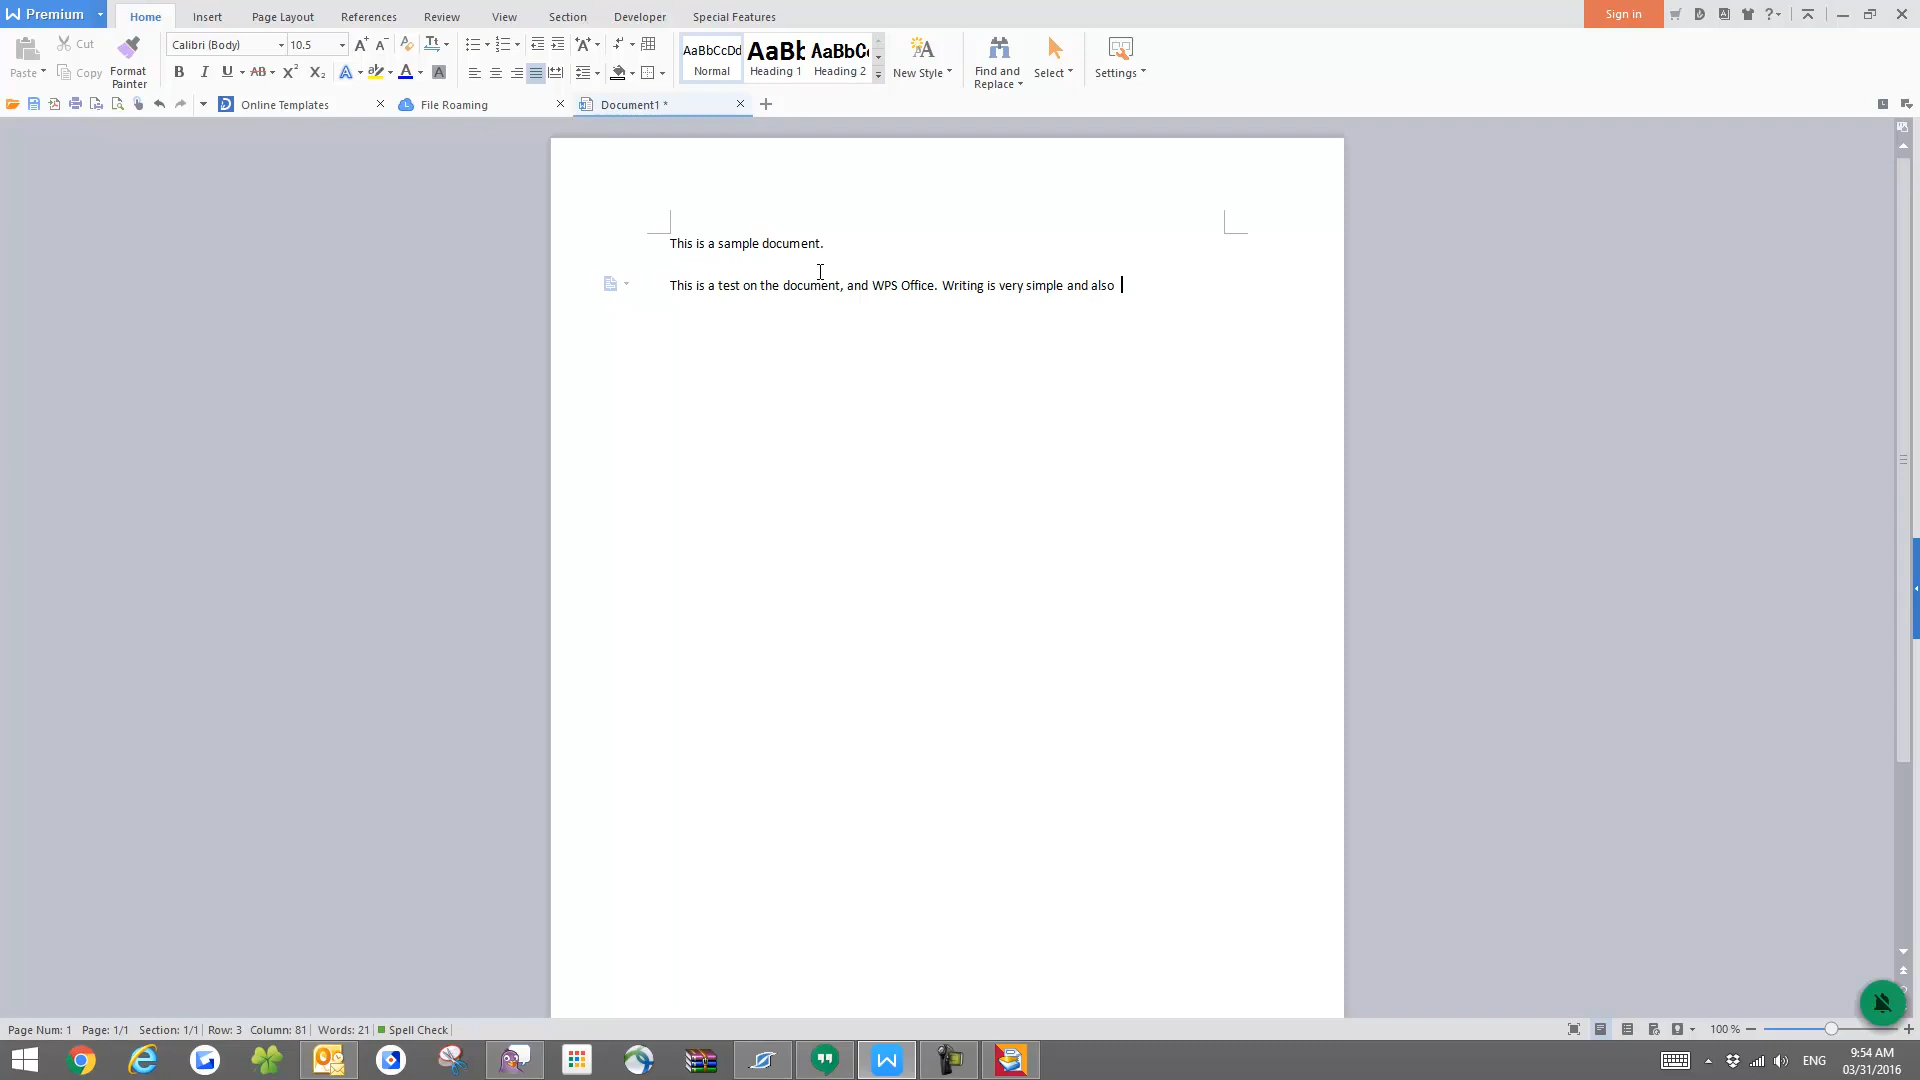 Premium Home Insert Page Layout References Review View Section Developer Special Features Sign in
Cut Calibri (Body) 10.5
Paste Copy Format Painter AaBbCcDd Normal AaBb Heading 1 AaBbC Heading 2 New Style Find and Replace Select Settings
Online Templates File Roaming Document1 *
This is a sample document.
This is a test on the document, and WPS Office. Writing is very simple and also
Page Num: 1 Page: 1/1 Section: 1/1 Row: 3 Column: 81 Words: 21 Spell Check 100 %
ENG 9:54 AM
03/31/2016